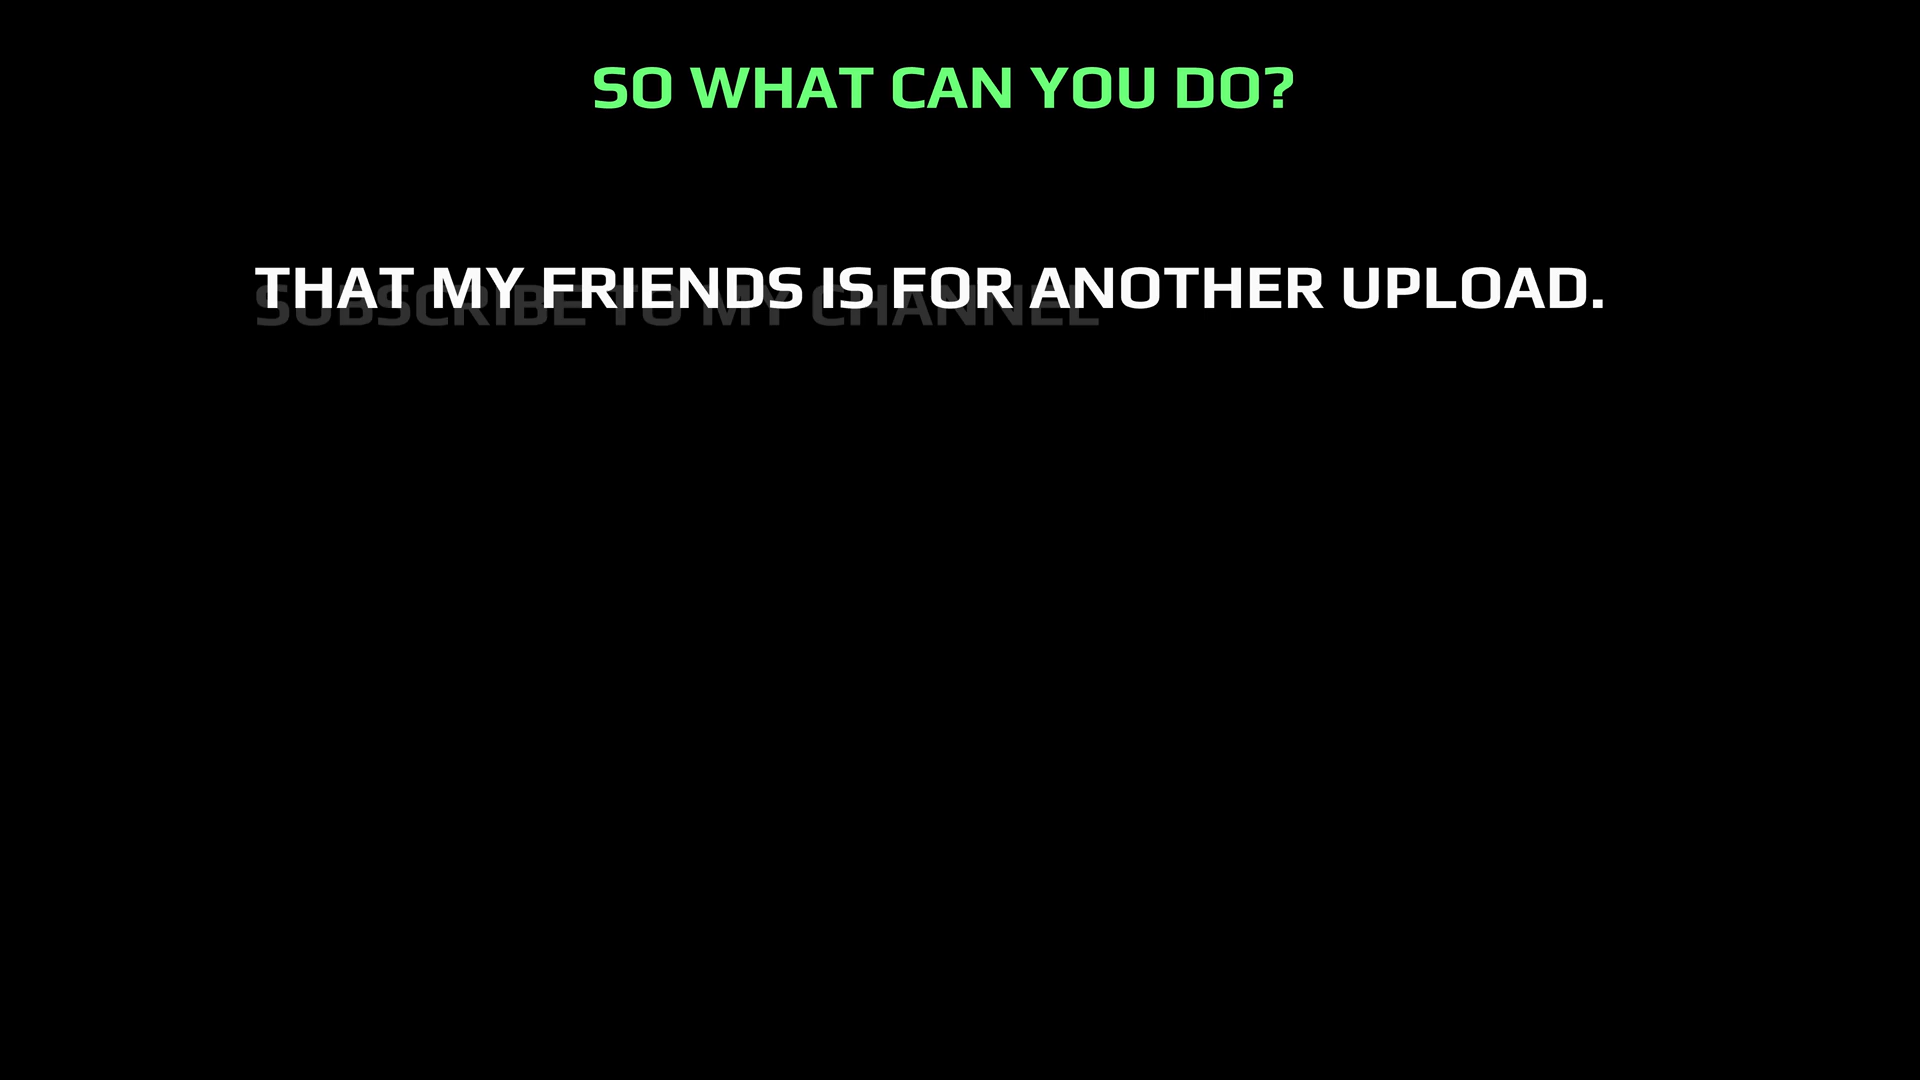 SO WHAT CAN YOU DO?
THAT MY FRIENDS IS FOR ANOTHER UPLOAD.
SUBSCRIBE TO MY CHANNEL